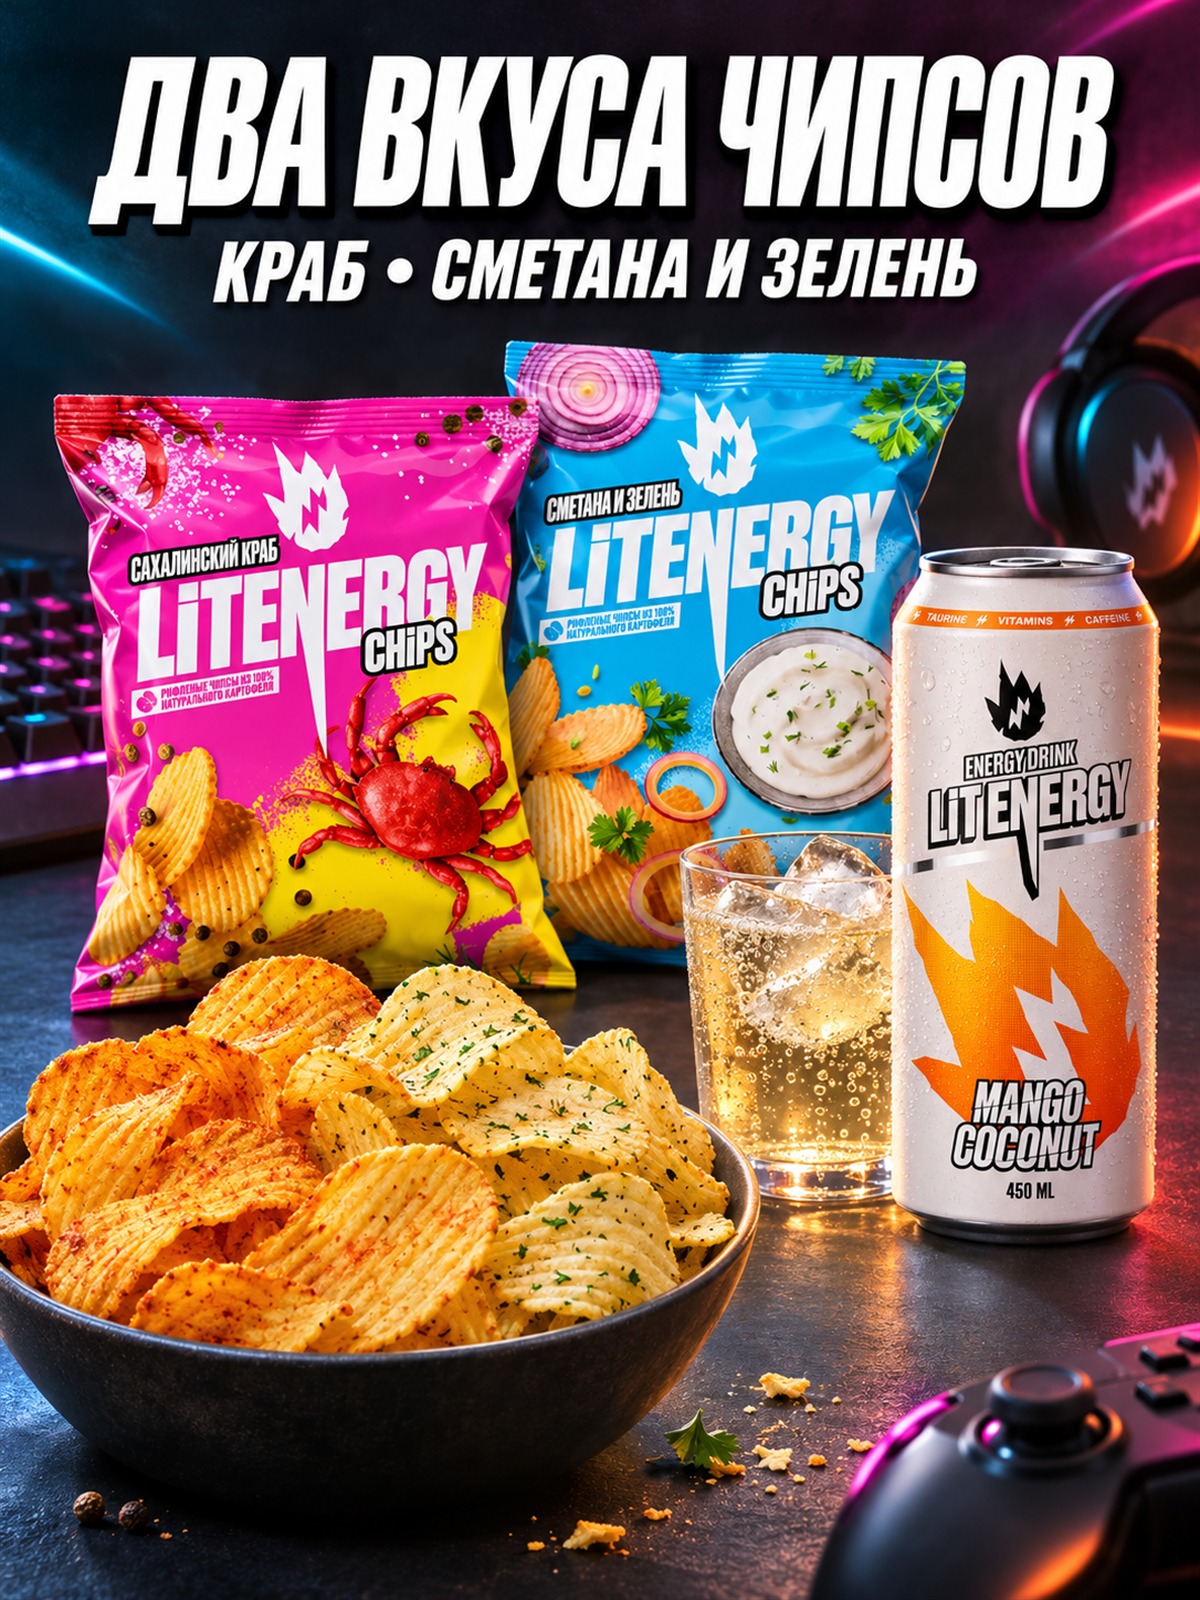 ДВА ВКУСА ЧИПСОВ
КРАБ • СМЕТАНА И ЗЕЛЕНЬ
САХАЛИНСКИЙ КРАБ
LiTENERGY
CHiPS
РИФЛЕНЫЕ ЧИПСЫ ИЗ 100%
НАТУРАЛЬНОГО КАРТОФЕЛЯ
СМЕТАНА И ЗЕЛЕНЬ
LiTENERGY
CHiPS
РИФЛЕНЫЕ ЧИПСЫ ИЗ 100%
НАТУРАЛЬНОГО КАРТОФЕЛЯ
TAURINE VITAMINS CAFFEINE
ENERGY DRINK
LiTENERGY
MANGO
COCONUT
450 ML